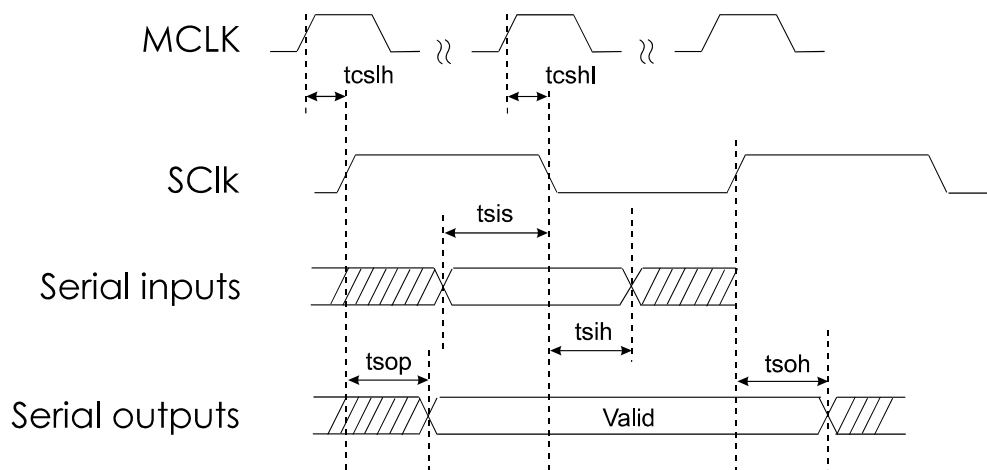 MCLK
tcslh
tcshl
SClk
tsis
Serial inputs
tsih
tsop
tsoh
Serial outputs
Valid